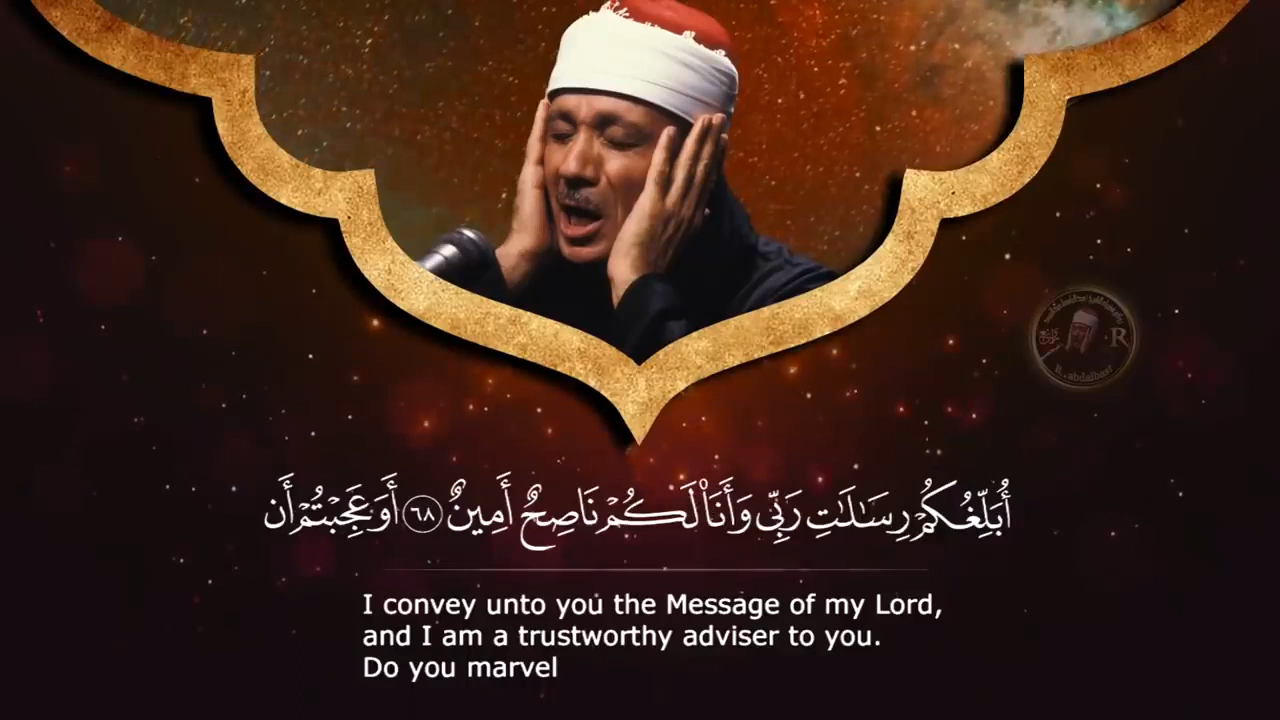 R
R..abdalbast
أُبَلِّغُكُمْ رِسَٰلَٰتِ رَبِّى وَأَنَا۠ لَكُمْ نَاصِحٌ أَمِينٌ ٦٨ أَوَعَجِبْتُمْ أَن
I convey unto you the Message of my Lord,
and I am a trustworthy adviser to you.
Do you marvel